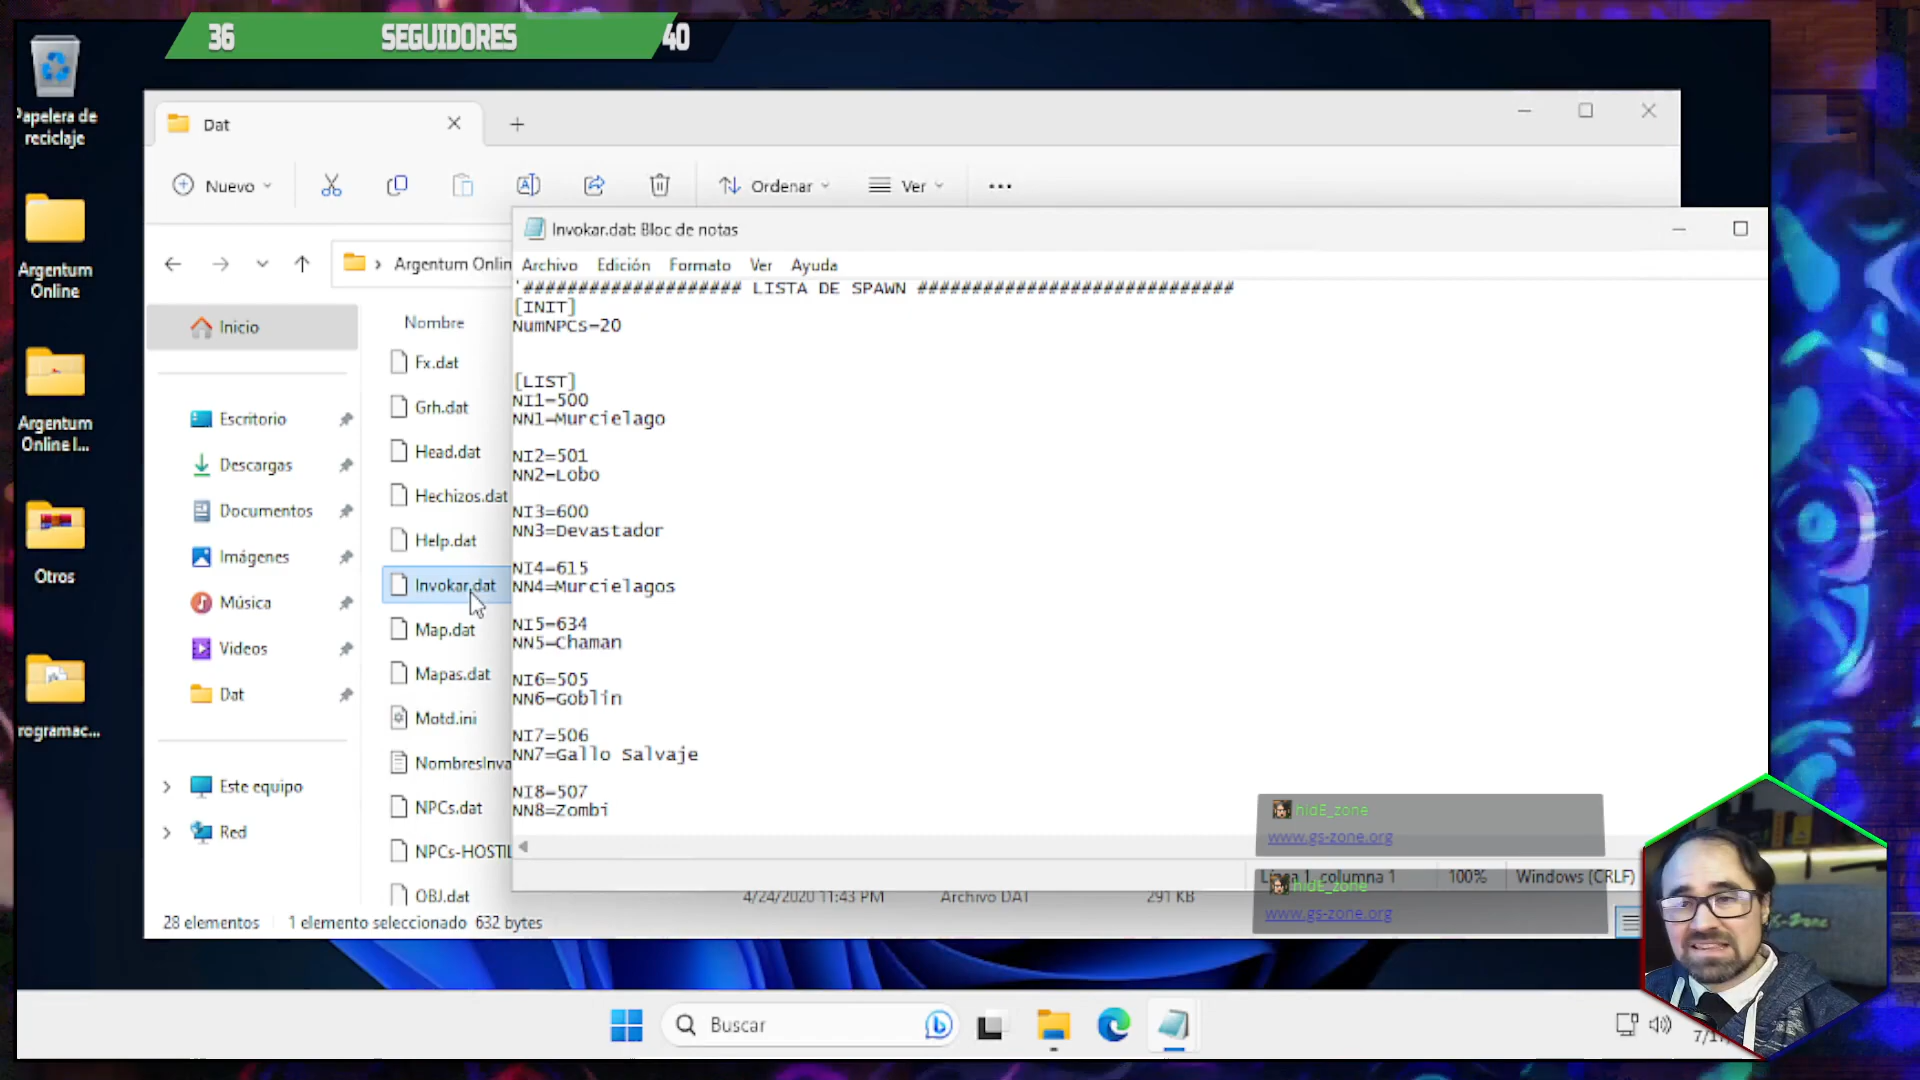 36 SEGUIDORES 40
Papelera de
reciclaje
Argentum
Online
Argentum
Online I...
Otros
rogramac...
Dat
Nuevo
Ordenar
Ver
Argentum Onlin
Inicio
Escritorio
Descargas
Documentos
Imágenes
Música
Videos
Dat
Este equipo
Red
Nombre
Fx.dat
Grh.dat
Head.dat
Hechizos.dat
Help.dat
Invokar.dat
Map.dat
Mapas.dat
Motd.ini
NombresInva
NPCs.dat
NPCs-HOSTIL
OBJ.dat
4/24/2020 11:43 PM Archivo DAT 291 KB
28 elementos 1 elemento seleccionado 632 bytes
Invokar.dat: Bloc de notas
Archivo Edición Formato Ver Ayuda
'#################### LISTA DE SPAWN #############################
[INIT]
NumNPCs=20
[LIST]
NI1=500
NN1=Murcielago
NI2=501
NN2=Lobo
NI3=600
NN3=Devastador
NI4=615
NN4=Murcielagos
NI5=634
NN5=Chaman
NI6=505
NN6=Goblin
NI7=506
NN7=Gallo Salvaje
NI8=507
NN8=Zombi
Línea 1, columna 1 100% Windows (CRLF)
hidE_zone
www.gs-zone.org
hidE_zone
www.gs-zone.org
Buscar